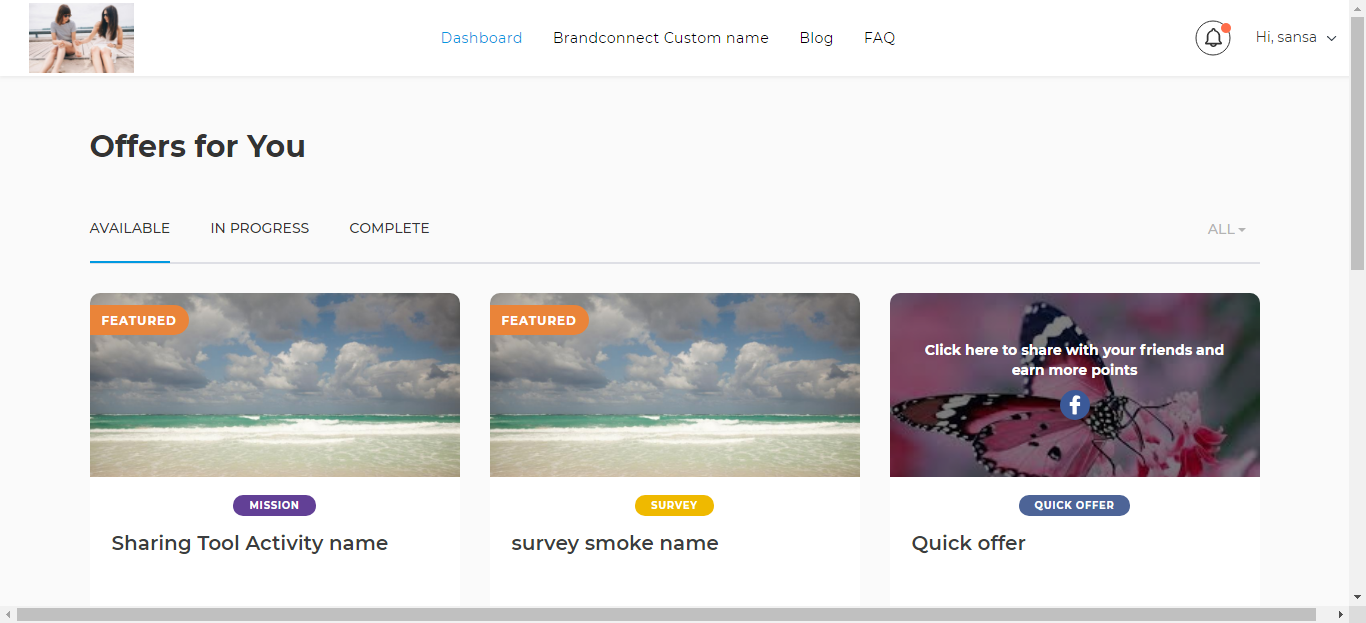 Dashboard
Brandconnect Custom name
Blog
FAQ
Hi, sansa
Offers for You
AVAILABLE
IN PROGRESS
COMPLETE
ALL
FEATURED
FEATURED
Click here to share with your friends and
earn more points
MISSION
SURVEY
QUICK OFFER
Sharing Tool Activity name
survey smoke name
Quick offer